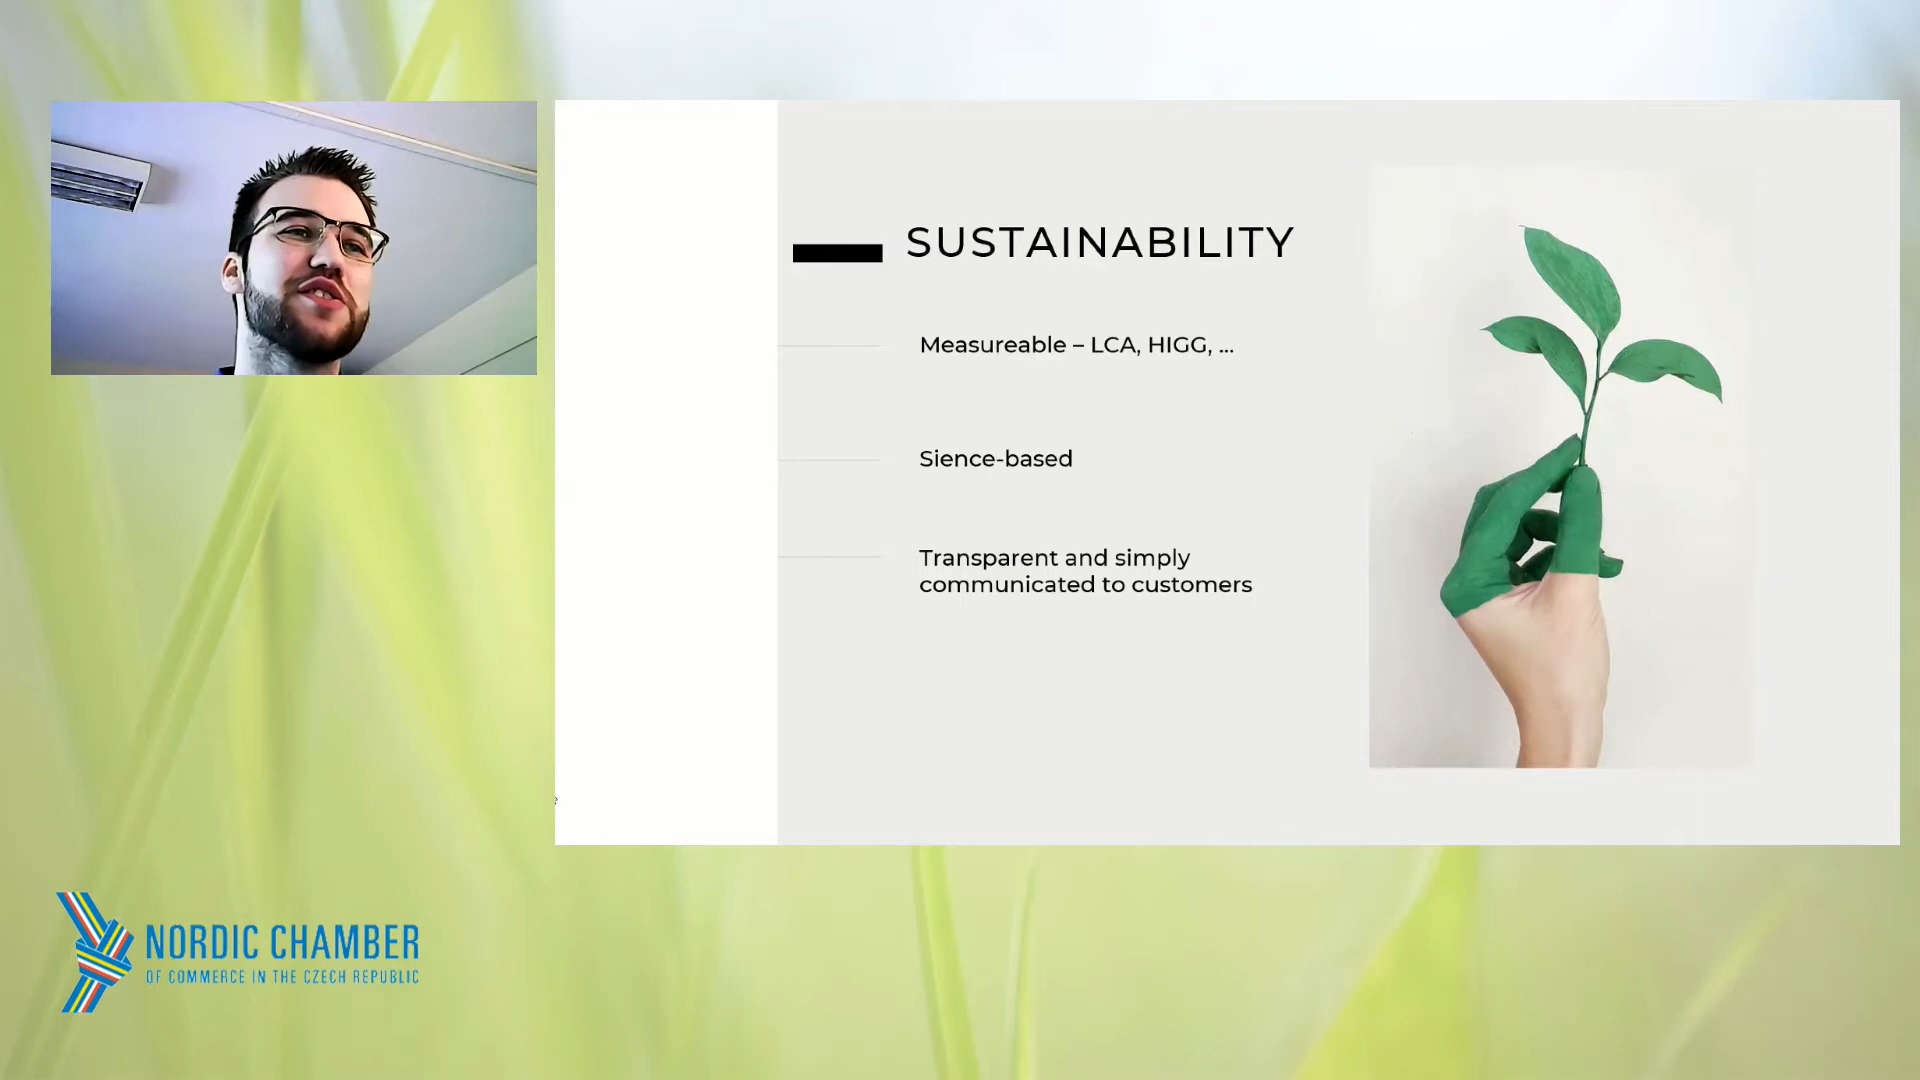 SUSTAINABILITY
Measureable – LCA, HIGG, ...
Sience-based
Transparent and simply
communicated to customers
NORDIC CHAMBER
OF COMMERCE IN THE CZECH REPUBLIC